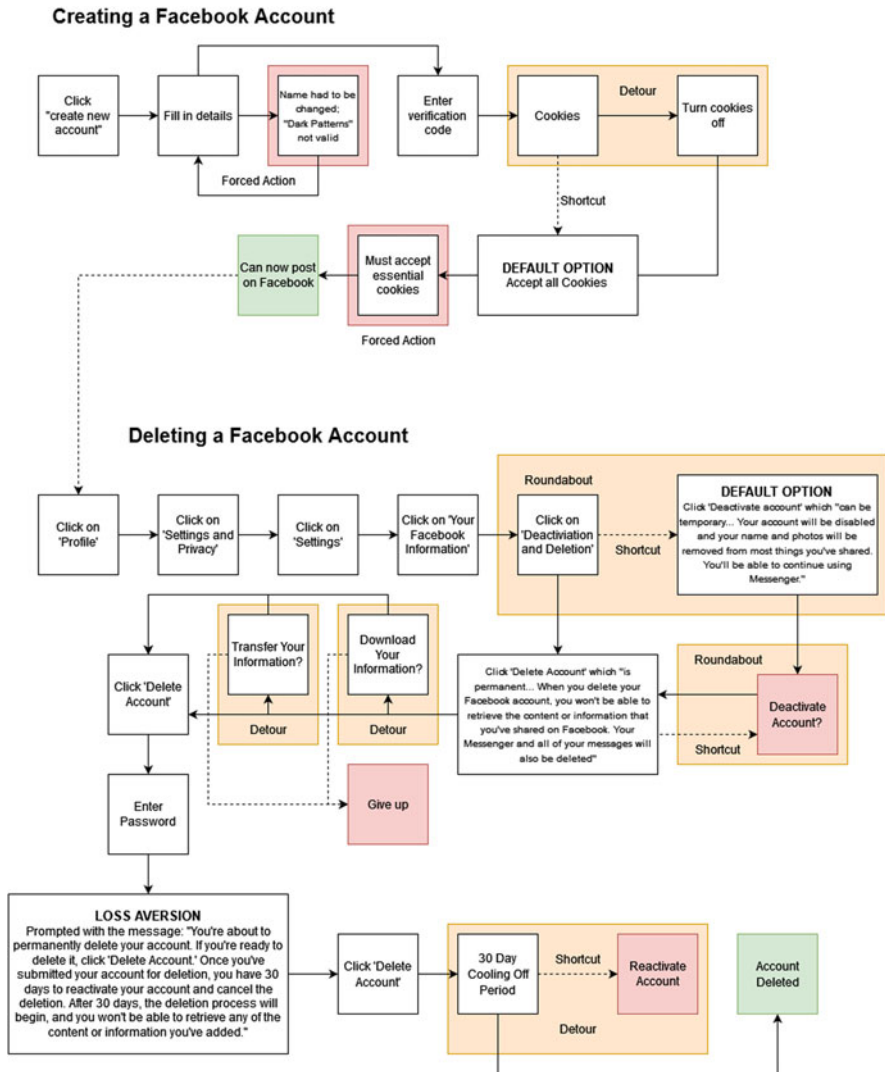 Creating a Facebook Account
Click
"create new
account"
Fill in details
Name had to be
changed;
"Dark Patterns"
not valid
Forced Action
Enter
verification
code
Cookies
Detour
Turn cookies
off
Shortcut
Can now post
on Facebook
Must accept
essential
cookies
Forced Action
DEFAULT OPTION
Accept all Cookies
Deleting a Facebook Account
Click on
'Profile'
Click on
'Settings and
Privacy'
Click on
'Settings'
Click on 'Your
Facebook
Information'
Roundabout
Click on
'Deactiviation
and Deletion'
Shortcut
DEFAULT OPTION
Click 'Deactivate account' which "can be
temporary... Your account will be disabled
and your name and photos will be
removed from most things you've shared.
You'll be able to continue using
Messenger."
Click 'Delete
Account'
Transfer Your
Information?
Detour
Download
Your
Information?
Detour
Click 'Delete Account' which "is
permanent... When you delete your
Facebook account, you won't be able to
retrieve the content or information that
you've shared on Facebook. Your
Messenger and all of your messages will
also be deleted"
Roundabout
Deactivate
Account?
Shortcut
Enter
Password
Give up
LOSS AVERSION
Prompted with the message: "You're about to
permanently delete your account. If you're ready to
delete it, click 'Delete Account.' Once you've
submitted your account for deletion, you have 30
days to reactivate your account and cancel the
deletion. After 30 days, the deletion process will
begin, and you won't be able to retrieve any of the
content or information you've added."
Click 'Delete
Account'
30 Day
Cooling Off
Period
Shortcut
Reactivate
Account
Detour
Account
Deleted